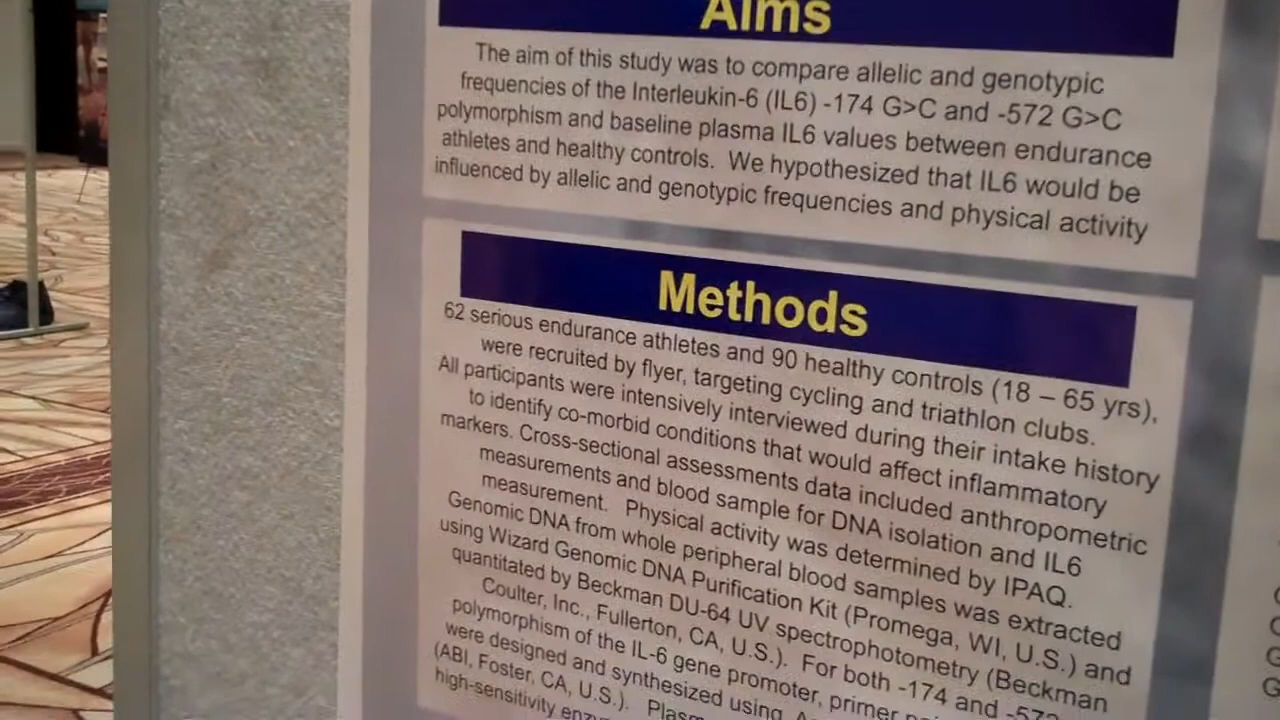 Aims
The aim of this study was to compare allelic and genotypic
frequencies of the Interleukin-6 (IL6) -174 G>C and -572 G>C
polymorphism and baseline plasma IL6 values between endurance
athletes and healthy controls. We hypothesized that IL6 would be
influenced by allelic and genotypic frequencies and physical activity
Methods
62 serious endurance athletes and 90 healthy controls (18 – 65 yrs),
were recruited by flyer, targeting cycling and triathlon clubs.
All participants were intensively interviewed during their intake history
to identify co-morbid conditions that would affect inflammatory
markers. Cross-sectional assessments data included anthropometric
measurements and blood sample for DNA isolation and IL6
measurement. Physical activity was determined by IPAQ.
Genomic DNA from whole peripheral blood samples was extracted
using Wizard Genomic DNA Purification Kit (Promega, WI, U.S.) and
quantitated by Beckman DU-64 UV spectrophotometry (Beckman
Coulter, Inc., Fullerton, CA, U.S.). For both -174 and -572
polymorphism of the IL-6 gene promoter, primer
were designed and synthesized using
(ABI, Foster, CA, U.S.).
high-sensitivity